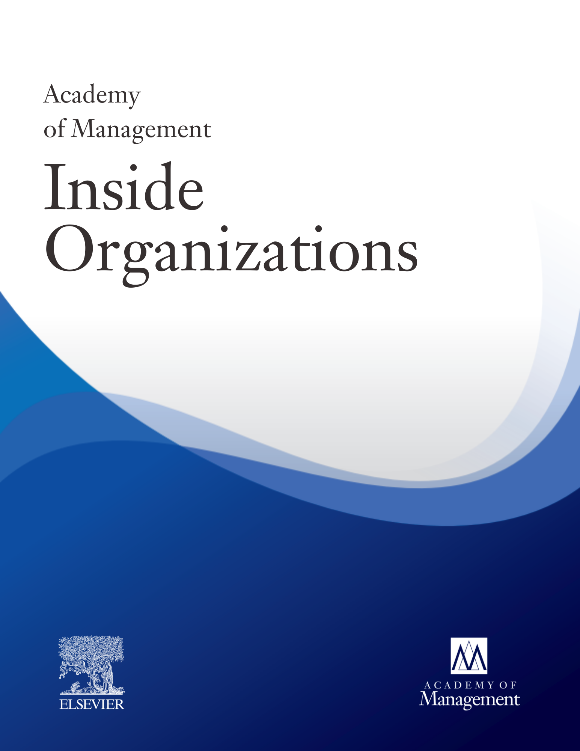 Academy
of Management
Inside
Organizations
ELSEVIER
ACADEMY OF
Management